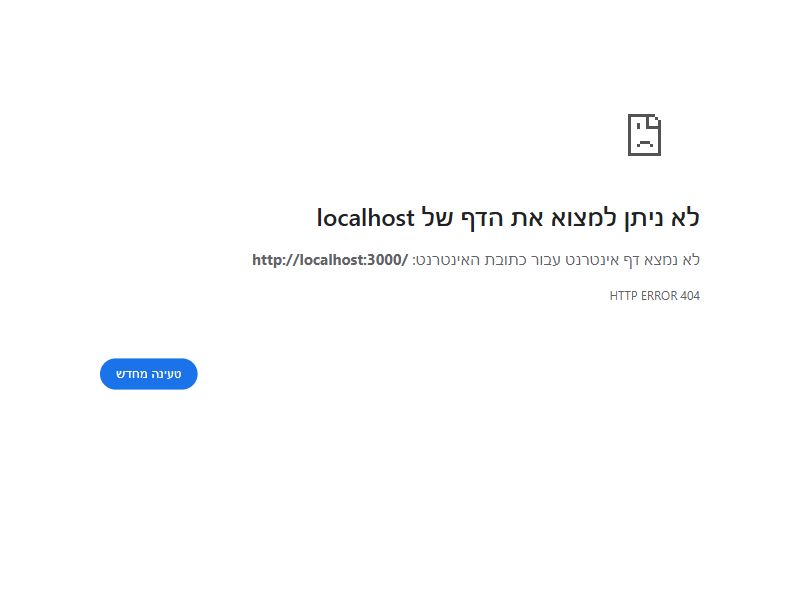 לא ניתן למצוא את הדף של localhost
לא נמצא דף אינטרנט עבור כתובת האינטרנט: http://localhost:3000/
HTTP ERROR 404
טעינה מחדש